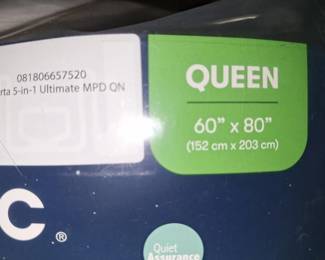 081806657520
rta 5-in-1 Ultimate MPD QN
QUEEN
60" x 80"
(152 cm x 203 cm)
C®
Quiet
Assurance